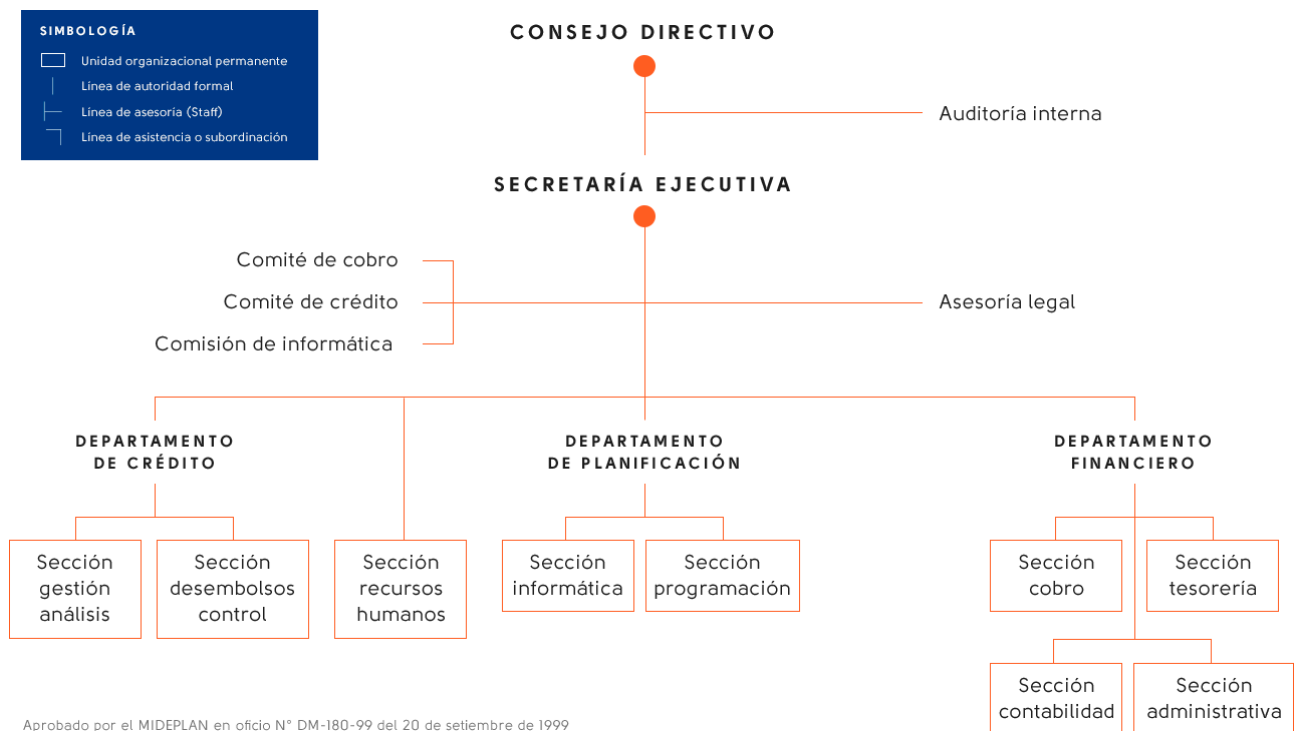 SIMBOLOGÍA
Unidad organizacional permanente
Línea de autoridad formal
Línea de asesoría (Staff)
Línea de asistencia o subordinación
CONSEJO DIRECTIVO
Auditoría interna
SECRETARÍA EJECUTIVA
Comité de cobro
Comité de crédito
Comisión de informática
Asesoría legal
DEPARTAMENTO
DE CRÉDITO
DEPARTAMENTO
DE PLANIFICACIÓN
DEPARTAMENTO
FINANCIERO
Sección
gestión
análisis
Sección
desembolsos
control
Sección
recursos
humanos
Sección
informática
Sección
programación
Sección
cobro
Sección
tesorería
Sección
contabilidad
Sección
administrativa
Aprobado por el MIDEPLAN en oficio N° DM-180-99 del 20 de setiembre de 1999